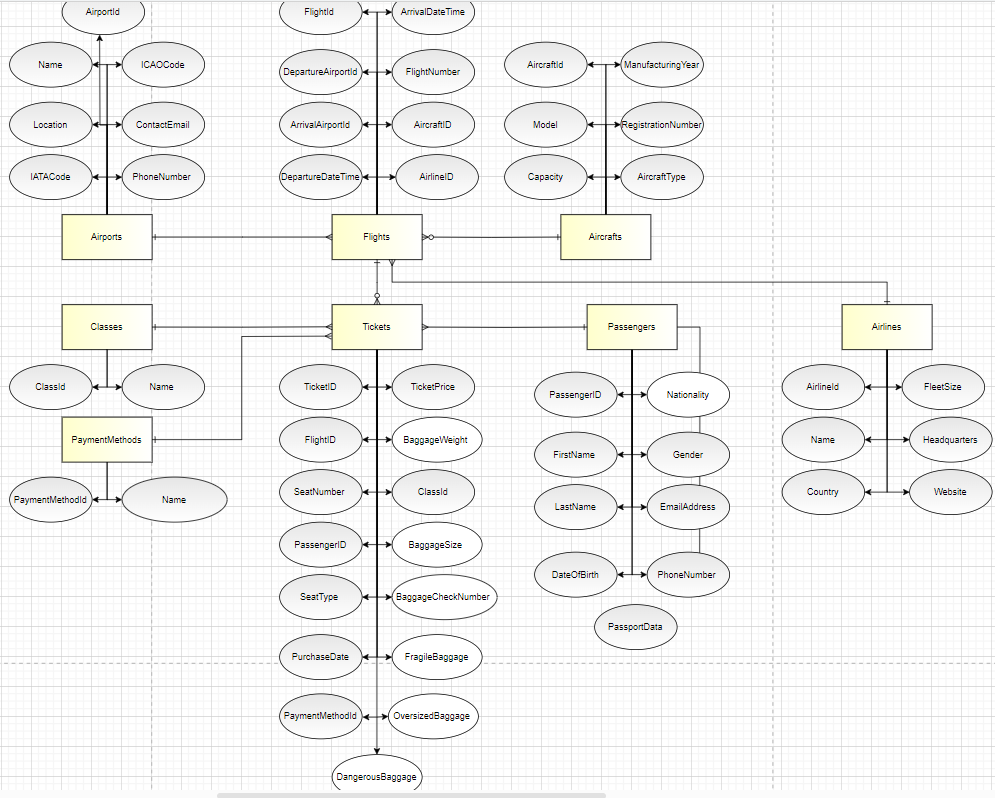 AirportId
FlightId
ArrivalDateTime
Name
ICAOCode
DepartureAirportId
FlightNumber
AircraftId
ManufacturingYear
Location
ContactEmail
ArrivalAirportId
AircraftID
Model
RegistrationNumber
IATACode
PhoneNumber
DepartureDateTime
AirlineID
Capacity
AircraftType
Airports
Flights
Aircrafts
Classes
Tickets
Passengers
Airlines
ClassId
Name
TicketID
TicketPrice
PassengerID
Nationality
AirlineId
FleetSize
PaymentMethods
FlightID
BaggageWeight
FirstName
Gender
Name
Headquarters
PaymentMethodId
Name
SeatNumber
ClassId
LastName
EmailAddress
Country
Website
PassengerID
BaggageSize
DateOfBirth
PhoneNumber
SeatType
BaggageCheckNumber
PassportData
PurchaseDate
FragileBaggage
PaymentMethodId
OversizedBaggage
DangerousBaggage